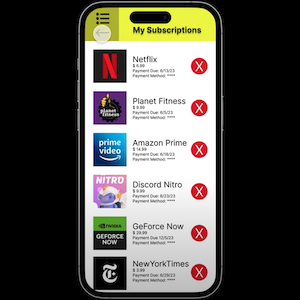 My Subscriptions
Netflix
$ 9.99
Payment Due: 6/13/23
Payment Method: ****
X
planet fitness
Planet Fitness
$ 9.99
Payment Due: 6/5/23
Payment Method: ****
X
prime video
Amazon Prime
$ 14.99
Payment Due: 6/18/23
Payment Method: ****
X
NITRO
Discord Nitro
$ 9.99
Payment Due: 6/29/23
Payment Method: ****
X
NVIDIA
GEFORCE NOW
GeForce Now
$ 29.99
Payment Due 12/5/23
Payment Method: ****
X
NewYorkTimes
$ 3.99
Payment Due: 6/28/23
Payment Method: ****
X